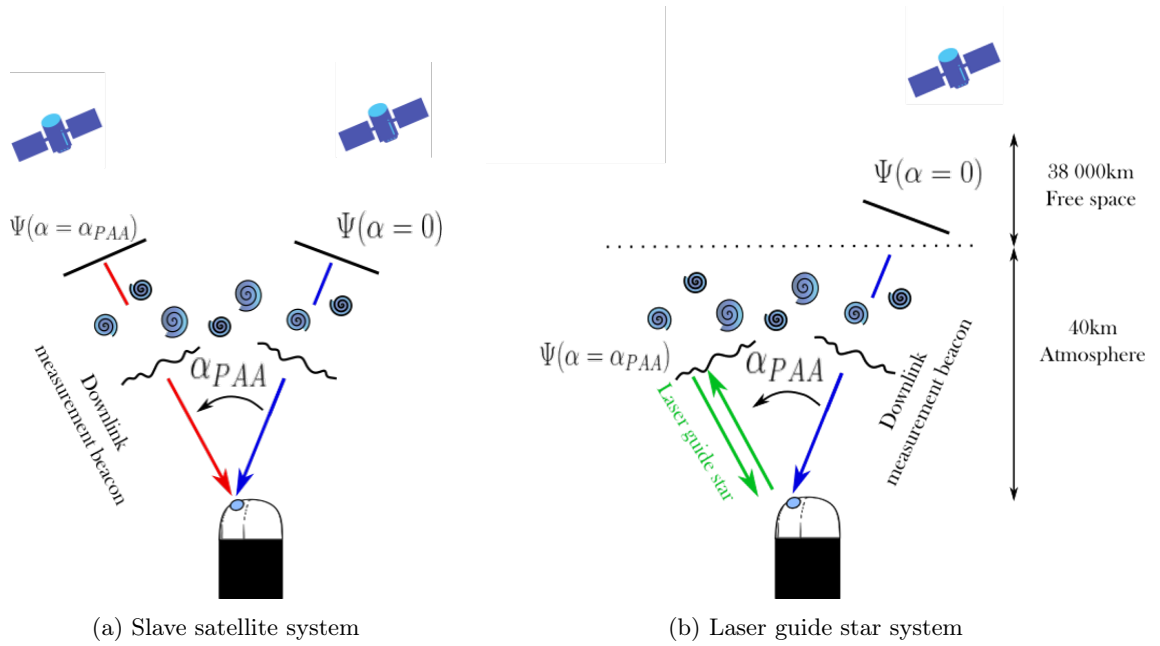 Ψ(α = α_PAA)
Ψ(α = 0)
α_PAA
Downlink
measurement beacon
(a) Slave satellite system
Ψ(α = 0)
38 000km
Free space
40km
Atmosphere
Ψ(α = α_PAA)
α_PAA
Laser guide star
Downlink
measurement beacon
(b) Laser guide star system